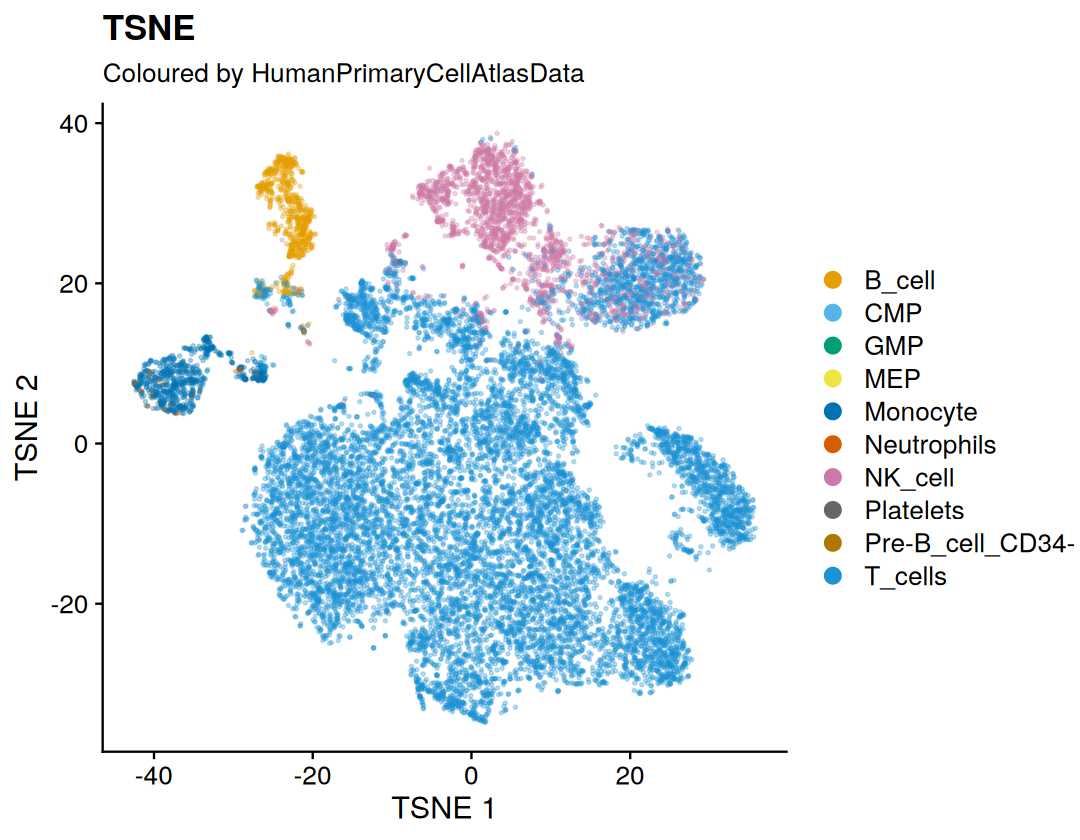 TSNE
Coloured by HumanPrimaryCellAtlasData
40
20
0
-20
TSNE 2
-40
-20
0
20
TSNE 1
B_cell
CMP
GMP
MEP
Monocyte
Neutrophils
NK_cell
Platelets
Pre-B_cell_CD34-
T_cells